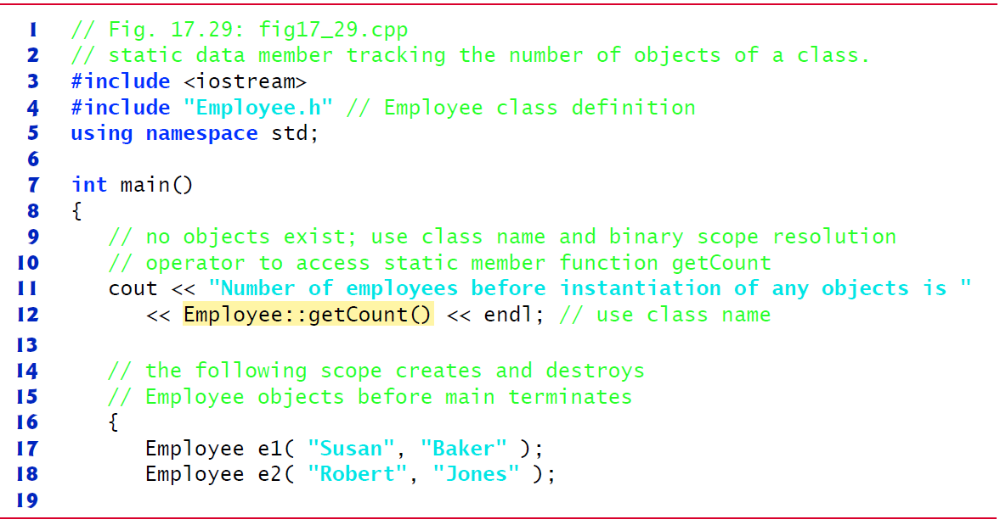 1 // Fig. 17.29: fig17_29.cpp
2 // static data member tracking the number of objects of a class.
3 #include <iostream>
4 #include "Employee.h" // Employee class definition
5 using namespace std;
6
7 int main()
8 {
9 // no objects exist; use class name and binary scope resolution
10 // operator to access static member function getCount
11 cout << "Number of employees before instantiation of any objects is "
12 << Employee::getCount() << endl; // use class name
13
14 // the following scope creates and destroys
15 // Employee objects before main terminates
16 {
17 Employee e1( "Susan", "Baker" );
18 Employee e2( "Robert", "Jones" );
19